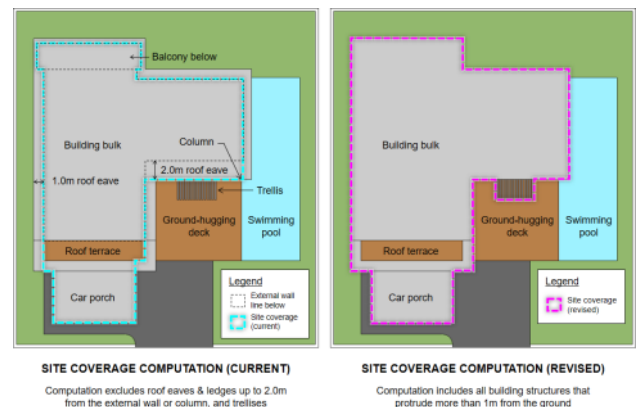 Balcony below
Column
Building bulk
2.0m roof eave
1.0m roof eave
Trellis
Ground-hugging
deck
Swimming
pool
Roof terrace
Car porch
Legend
External wall
line below
Site coverage
(current)
SITE COVERAGE COMPUTATION (CURRENT)
Computation excludes roof eaves & ledges up to 2.0m
from the external wall or column, and trellises
Building bulk
Ground-hugging
deck
Swimming
pool
Roof terrace
Car porch
Legend
Site coverage
(revised)
SITE COVERAGE COMPUTATION (REVISED)
Computation includes all building structures that
protrude more than 1m from the ground